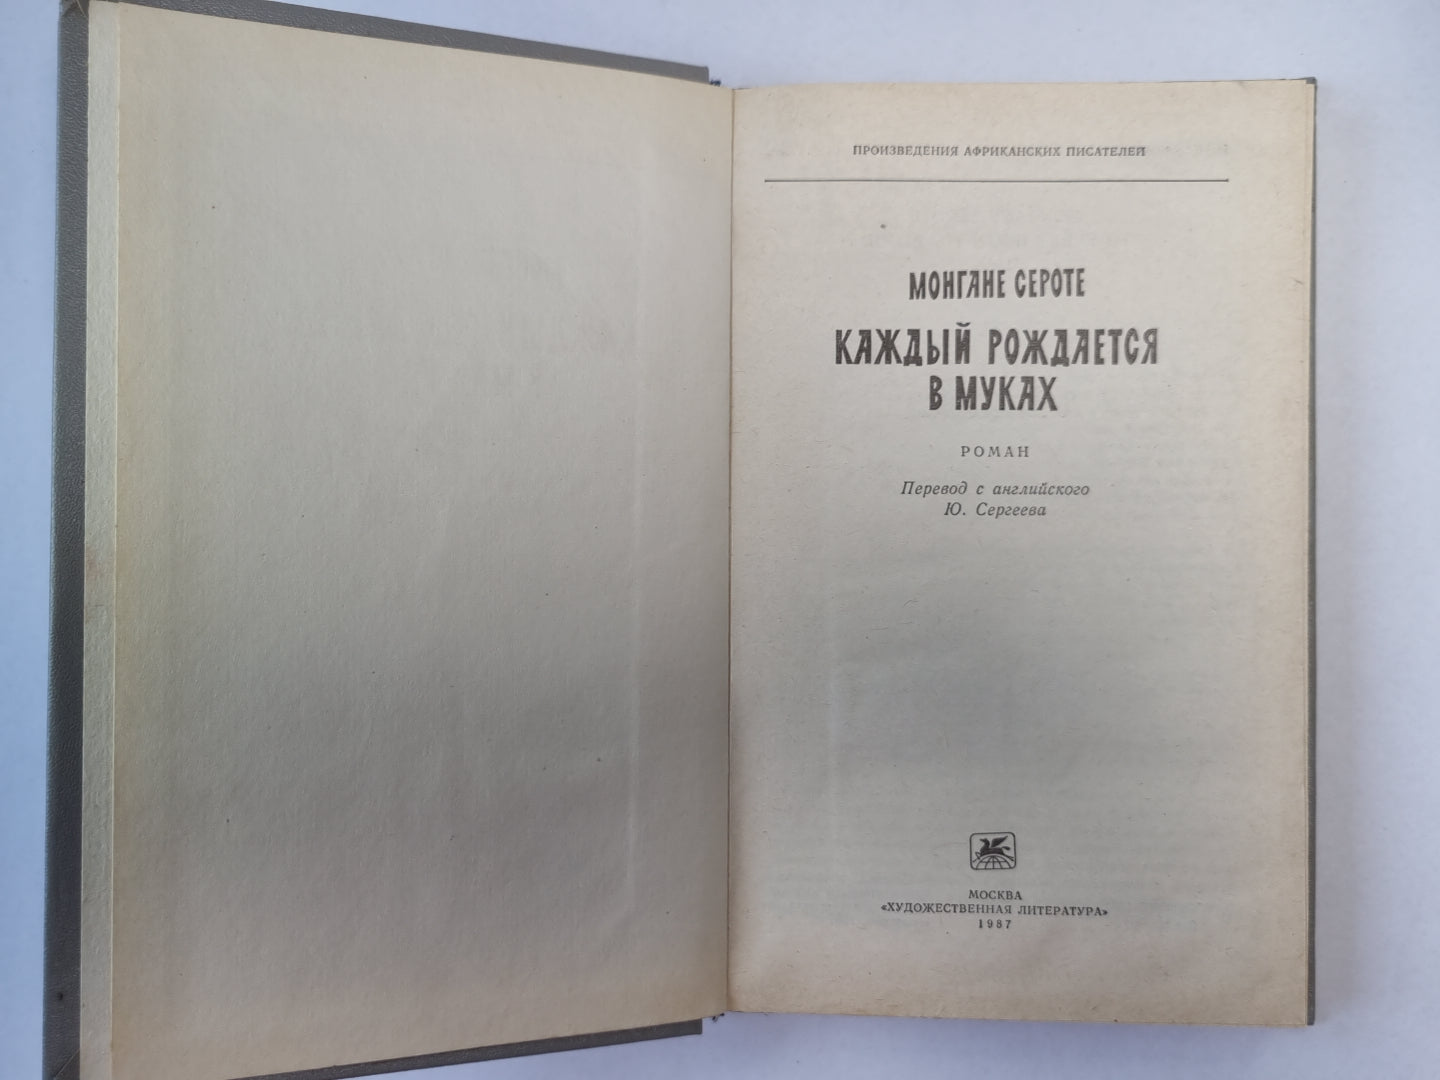 ПРОИЗВЕДЕНИЯ АФРИКАНСКИХ ПИСАТЕЛЕЙ
МОНГАНЕ СЕРОТЕ
КАЖДЫЙ РОЖДАЕТСЯ
В МУКАХ
РОМАН
Перевод с английского
Ю. Сергеева
МОСКВА
«ХУДОЖЕСТВЕННАЯ ЛИТЕРАТУРА»
1987